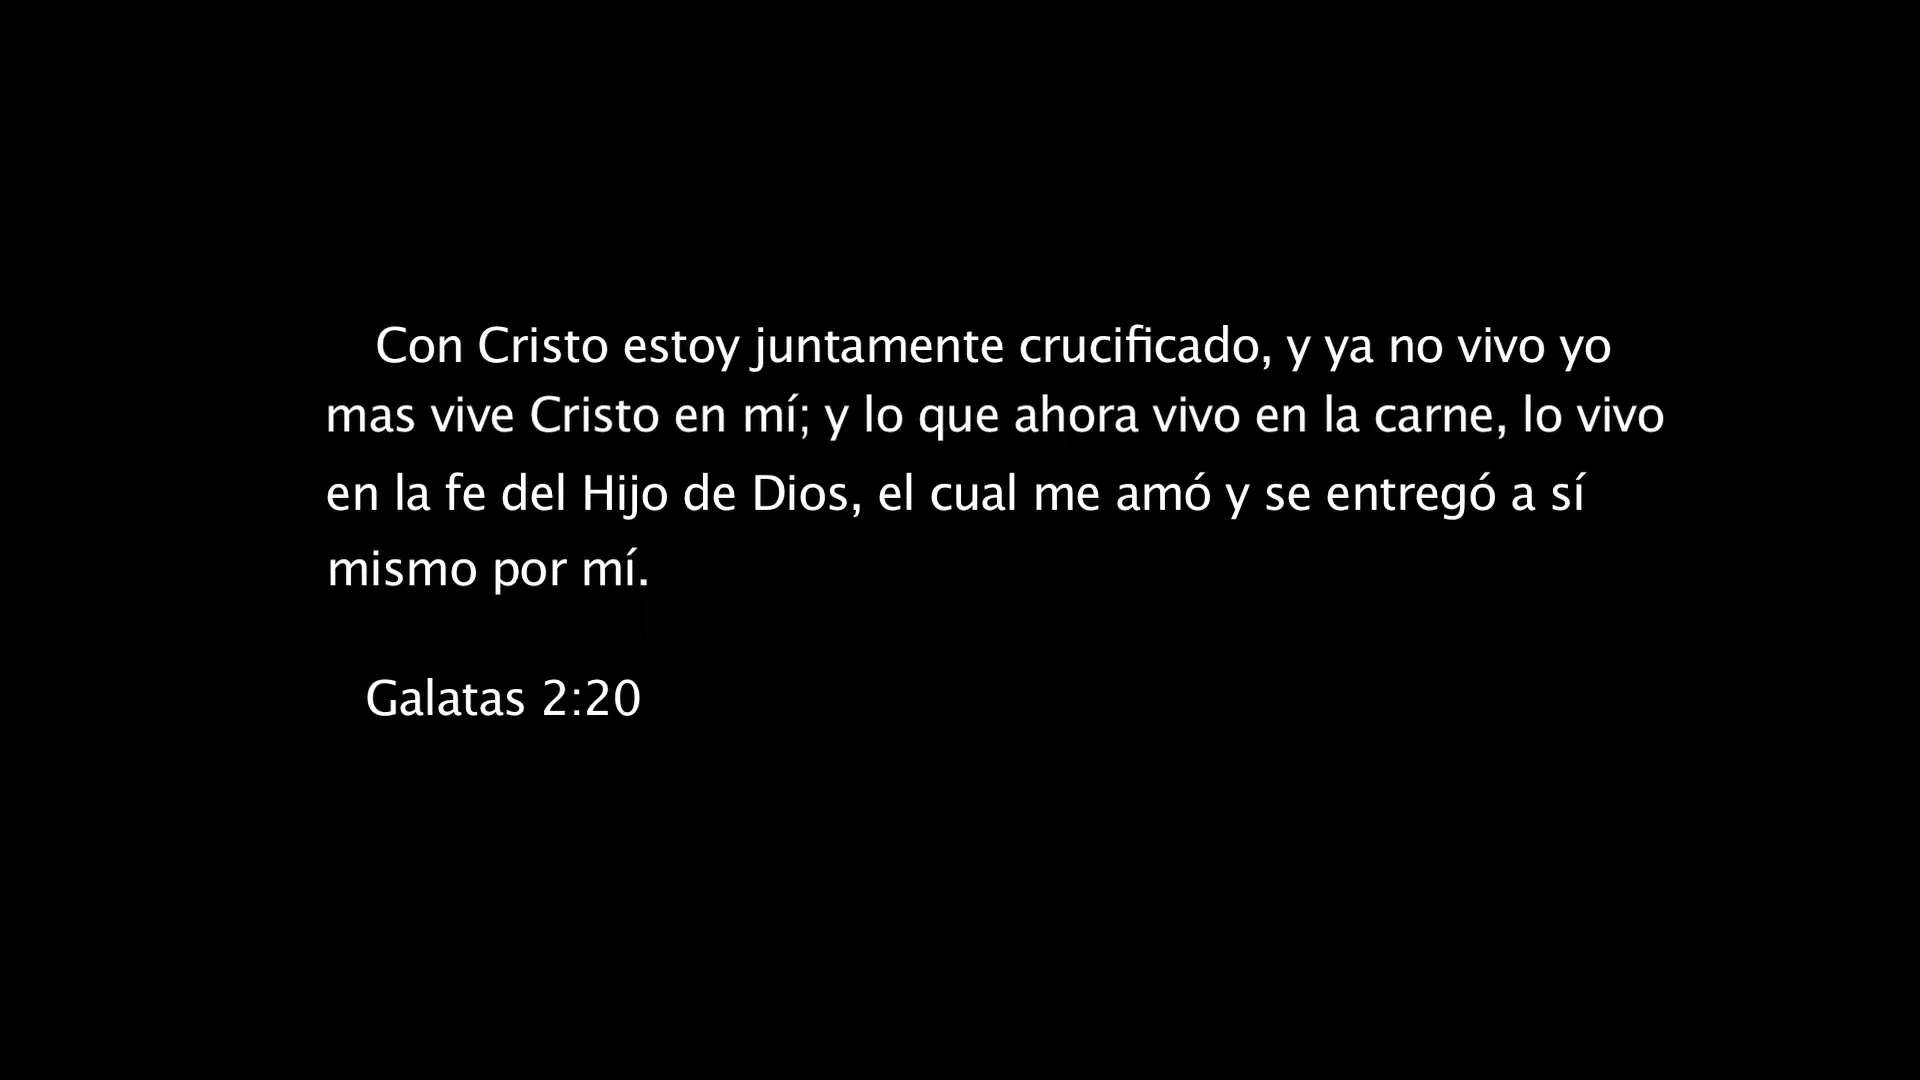 Con Cristo estoy juntamente crucificado, y ya no vivo yo
mas vive Cristo en mí; y lo que ahora vivo en la carne, lo vivo
en la fe del Hijo de Dios, el cual me amó y se entregó a sí
mismo por mí.
Galatas 2:20